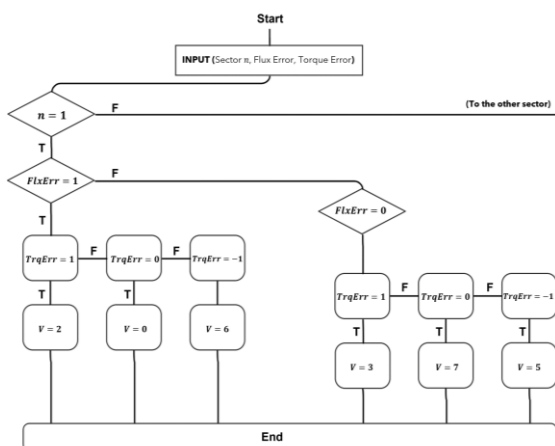 Start
INPUT (Sector n, Flux Error, Torque Error)
n = 1
F
(To the other sector)
T
FlxErr = 1
F
T
FlxErr = 0
TrqErr = 1
F
TrqErr = 0
F
TrqErr = −1
T
T
TrqErr = 1
F
TrqErr = 0
F
TrqErr = −1
V = 2
V = 0
V = 6
T
T
T
V = 3
V = 7
V = 5
End